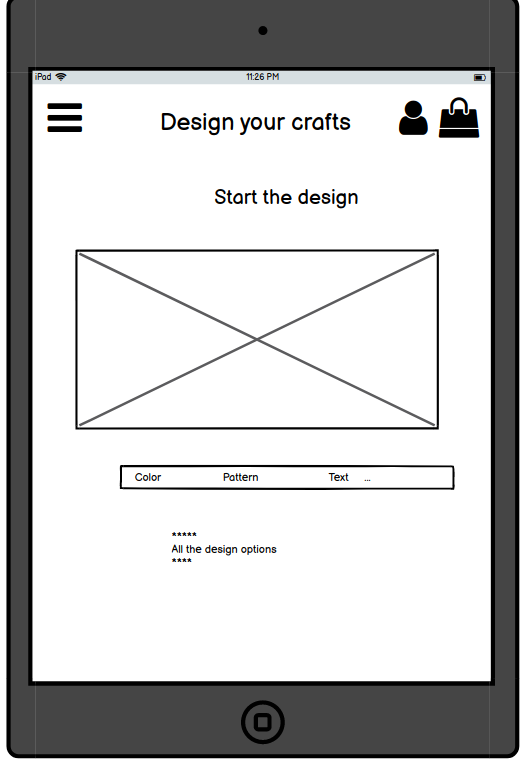 iPad 11:26 PM
Design your crafts
Start the design
Color Pattern Text ...
*****
All the design options
****